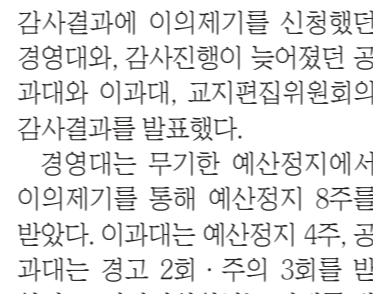 감사결과에 이의제기를 신청했던
경영대와, 감사진행이 늦어졌던 공
과대와 이과대, 교지편집위원회의
감사결과를 발표했다.
경영대는 무기한 예산정지에서
이의제기를 통해 예산정지 8주를
받았다. 이과대는 예산정지 4주, 공
과대는 경고 2회 · 주의 3회를 받